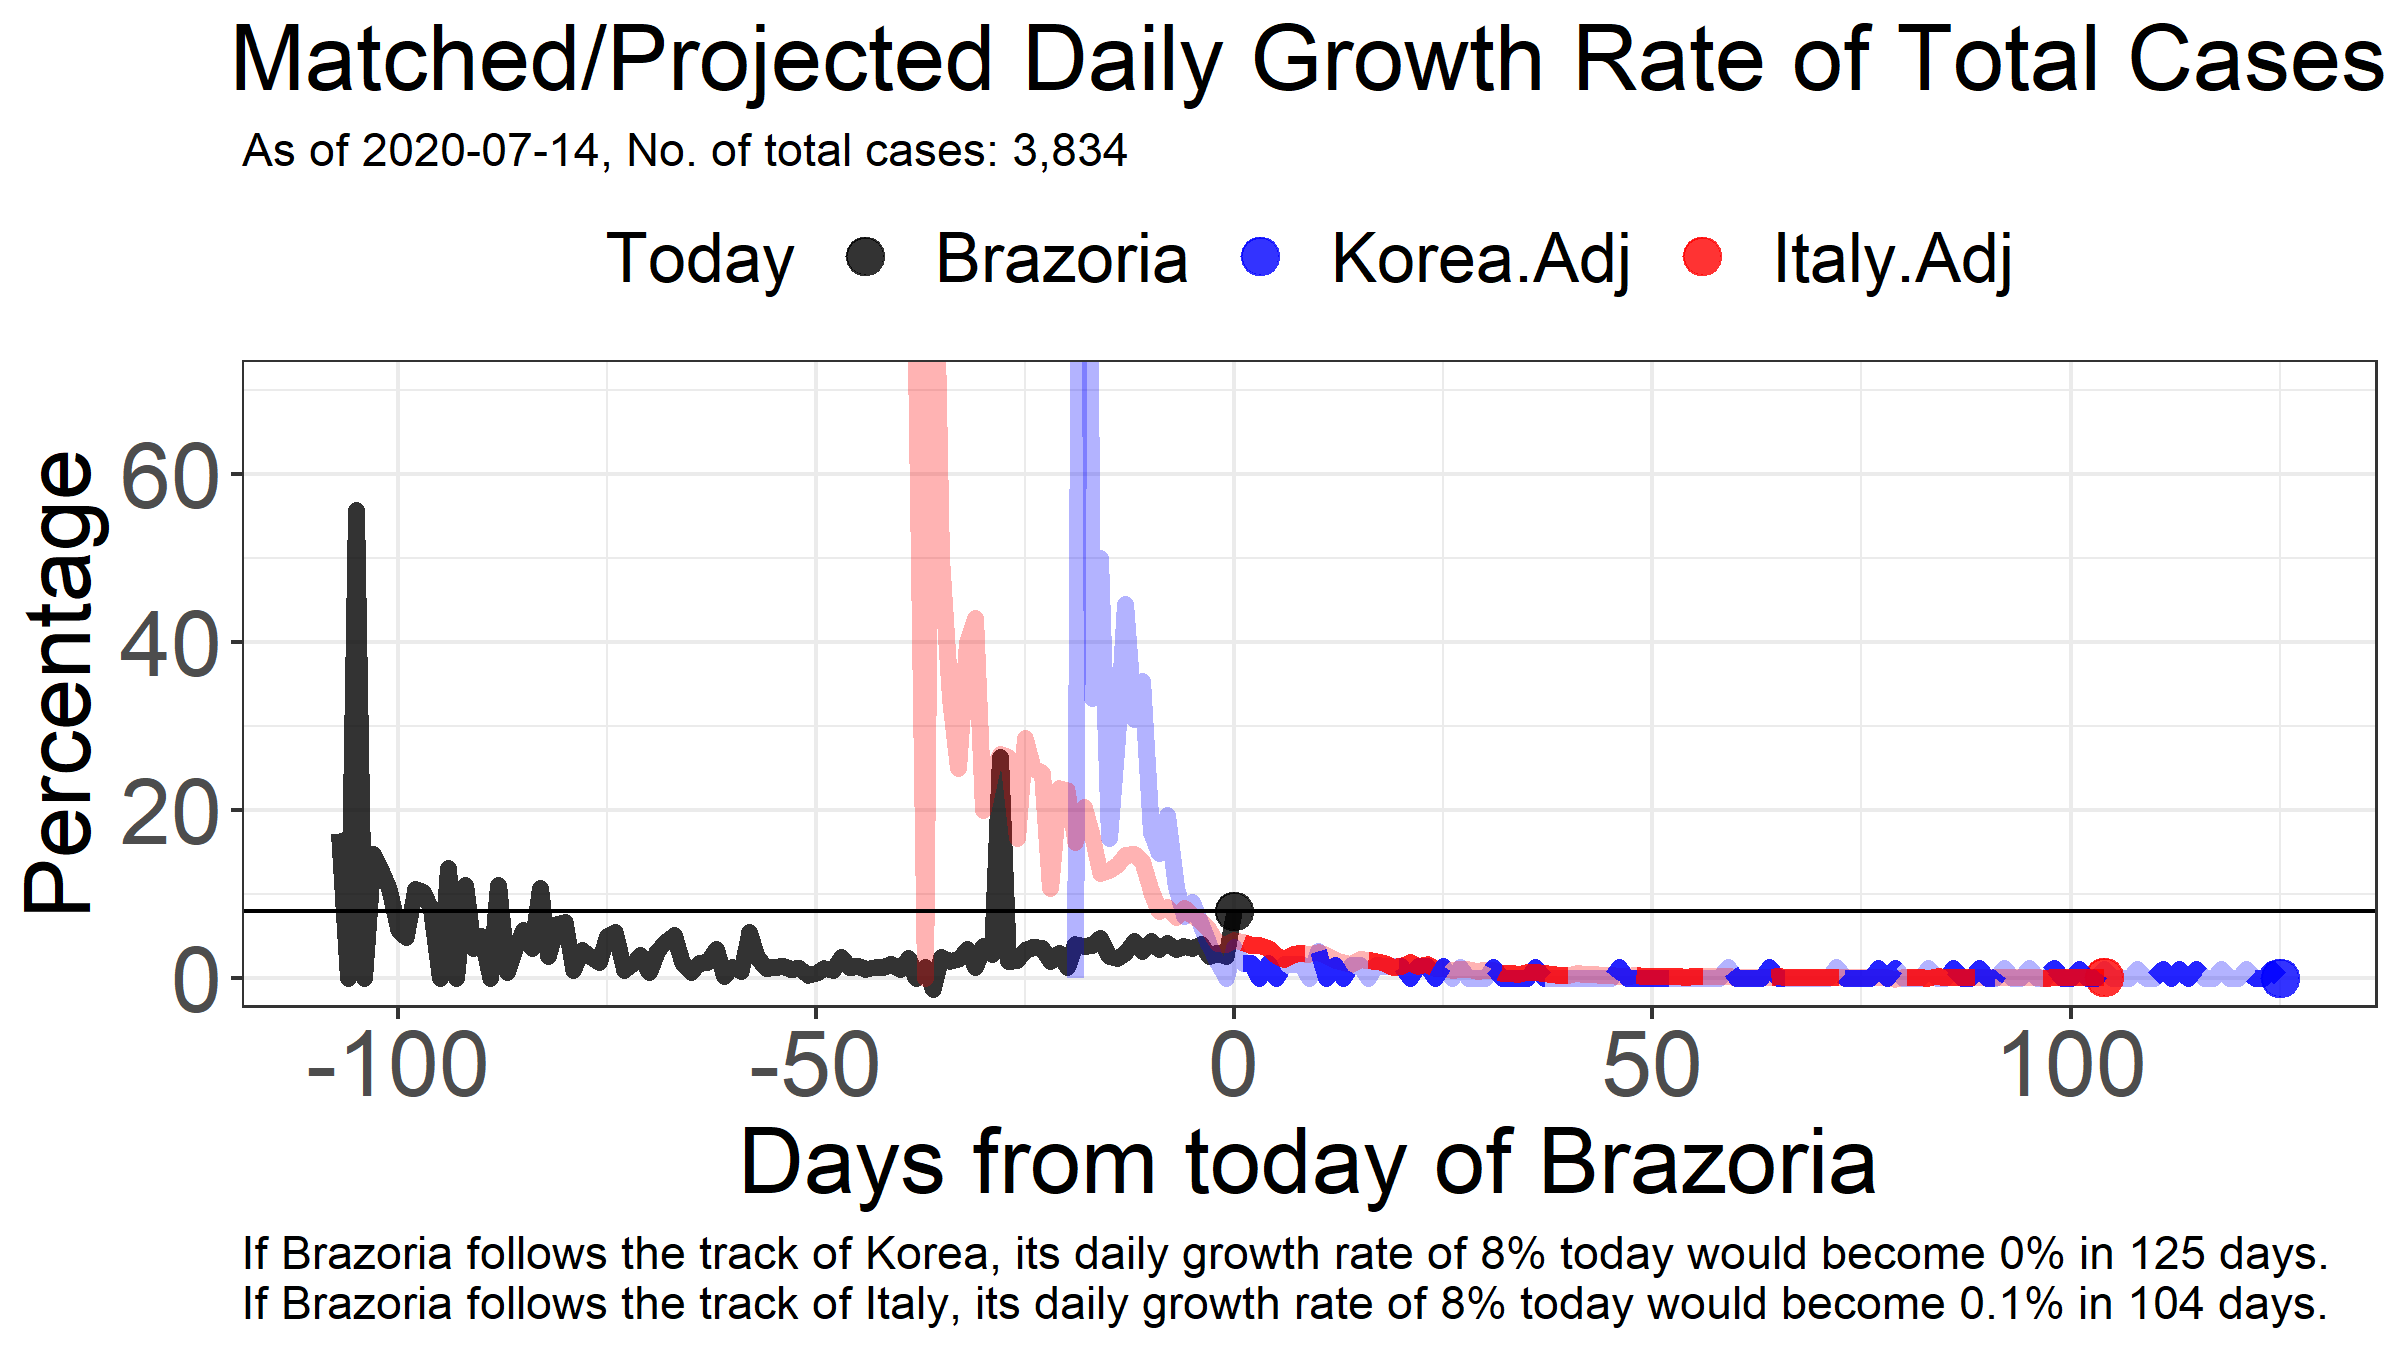 Matched/Projected Daily Growth Rate of Total Cases
As of 2020-07-14, No. of total cases: 3,834
Today Brazoria Korea.Adj Italy.Adj
Percentage
60
40
20
0
-100 -50 0 50 100
Days from today of Brazoria
If Brazoria follows the track of Korea, its daily growth rate of 8% today would become 0% in 125 days.
If Brazoria follows the track of Italy, its daily growth rate of 8% today would become 0.1% in 104 days.